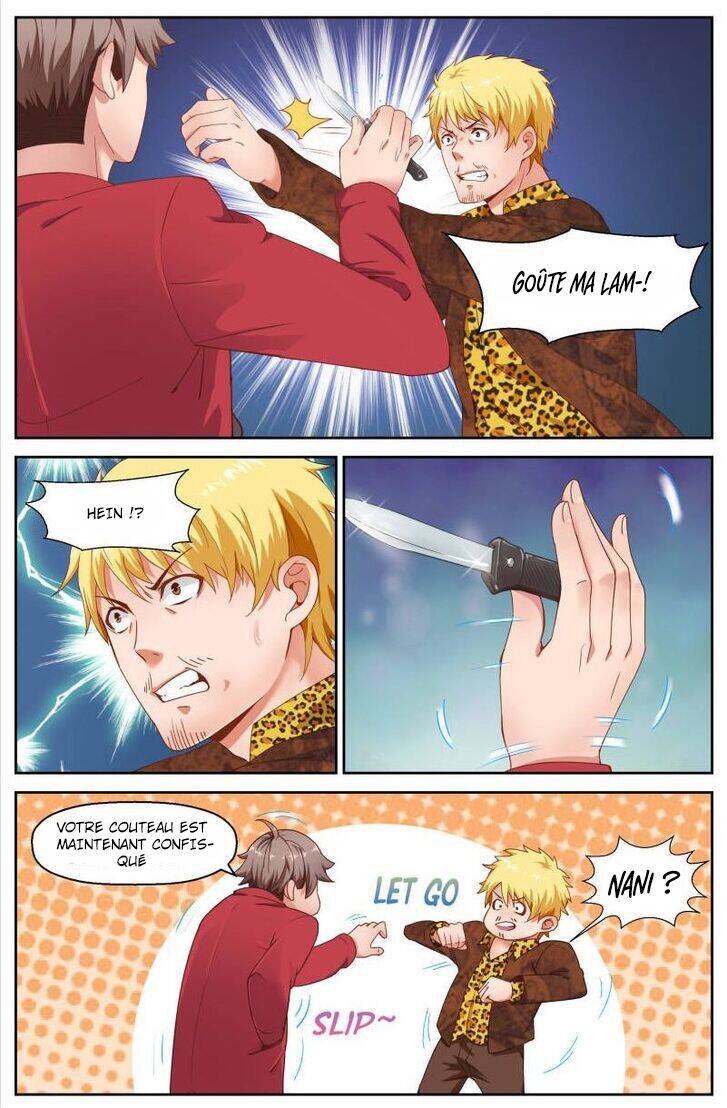 GOÛTE MA LAM-!
HEIN !?
VOTRE COUTEAU EST
MAINTENANT CONFIS-
QUÉ
LET GO
NANI ?
SLIP~